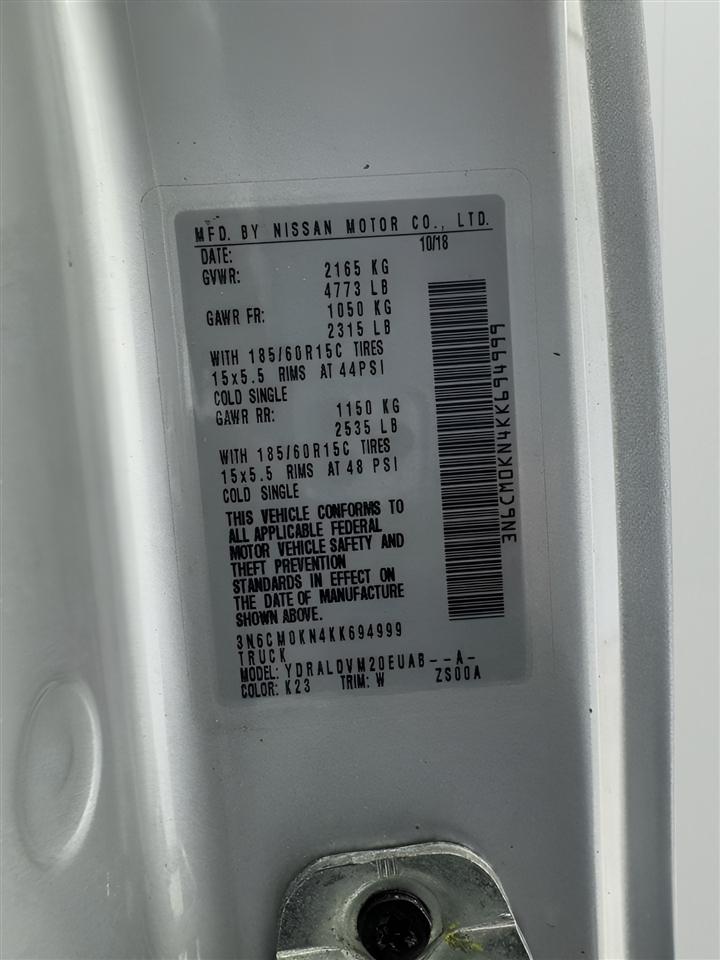 MFD. BY NISSAN MOTOR CO., LTD.
DATE: 10/18
GVWR: 2165 KG
4773 LB
GAWR FR: 1050 KG
2315 LB
WITH 185/60R15C TIRES
15x5.5 RIMS AT 44PSI
COLD SINGLE
GAWR RR: 1150 KG
2535 LB
WITH 185/60R15C TIRES
15x5.5 RIMS AT 48 PSI
COLD SINGLE
THIS VEHICLE CONFORMS TO
ALL APPLICABLE FEDERAL
MOTOR VEHICLE SAFETY AND
THEFT PREVENTION
STANDARDS IN EFFECT ON
THE DATE OF MANUFACTURE
SHOWN ABOVE.
3N6CM0KN4KK694999
TRUCK
MODEL: YDRALDVM20EUAB--A-
COLOR: K23 TRIM: W ZS00A
3N6CM0KN4KK694999